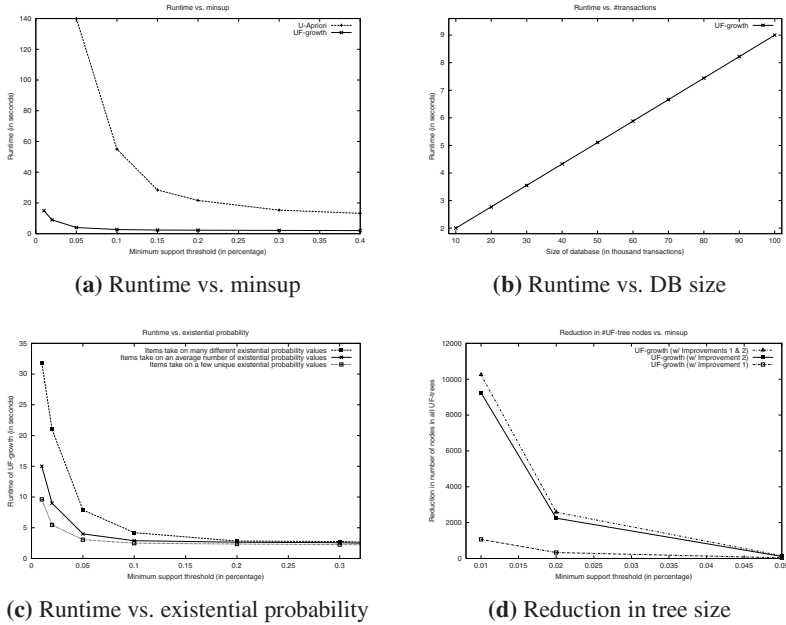 Runtime vs. minsup
U-Apriori
UF-growth
140
120
100
80
60
40
20
0
Runtime (in seconds)
0 0.05 0.1 0.15 0.2 0.25 0.3 0.35 0.4
Minimum support threshold (in percentage)
(a) Runtime vs. minsup
Runtime vs. #transactions
UF-growth
9
8
7
6
5
4
3
2
Runtime (in seconds)
10 20 30 40 50 60 70 80 90 100
Size of database (in thousand transactions)
(b) Runtime vs. DB size
Runtime vs. existential probability
Items take on many different existential probability values
Items take on an average number of existential probability values
Items take on a few unique existential probability values
35
30
25
20
15
10
5
0
Runtime of UF-growth (in seconds)
0 0.05 0.1 0.15 0.2 0.25 0.3
Minimum support threshold (in percentage)
(c) Runtime vs. existential probability
Reduction in #UF-tree nodes vs. minsup
UF-growth (w/ Improvements 1 & 2)
UF-growth (w/ Improvement 2)
UF-growth (w/ Improvement 1)
12000
10000
8000
6000
4000
2000
0
Reduction in number of nodes in all UF-trees
0.01 0.015 0.02 0.025 0.03 0.035 0.04 0.045 0.05
Minimum support threshold (in percentage)
(d) Reduction in tree size